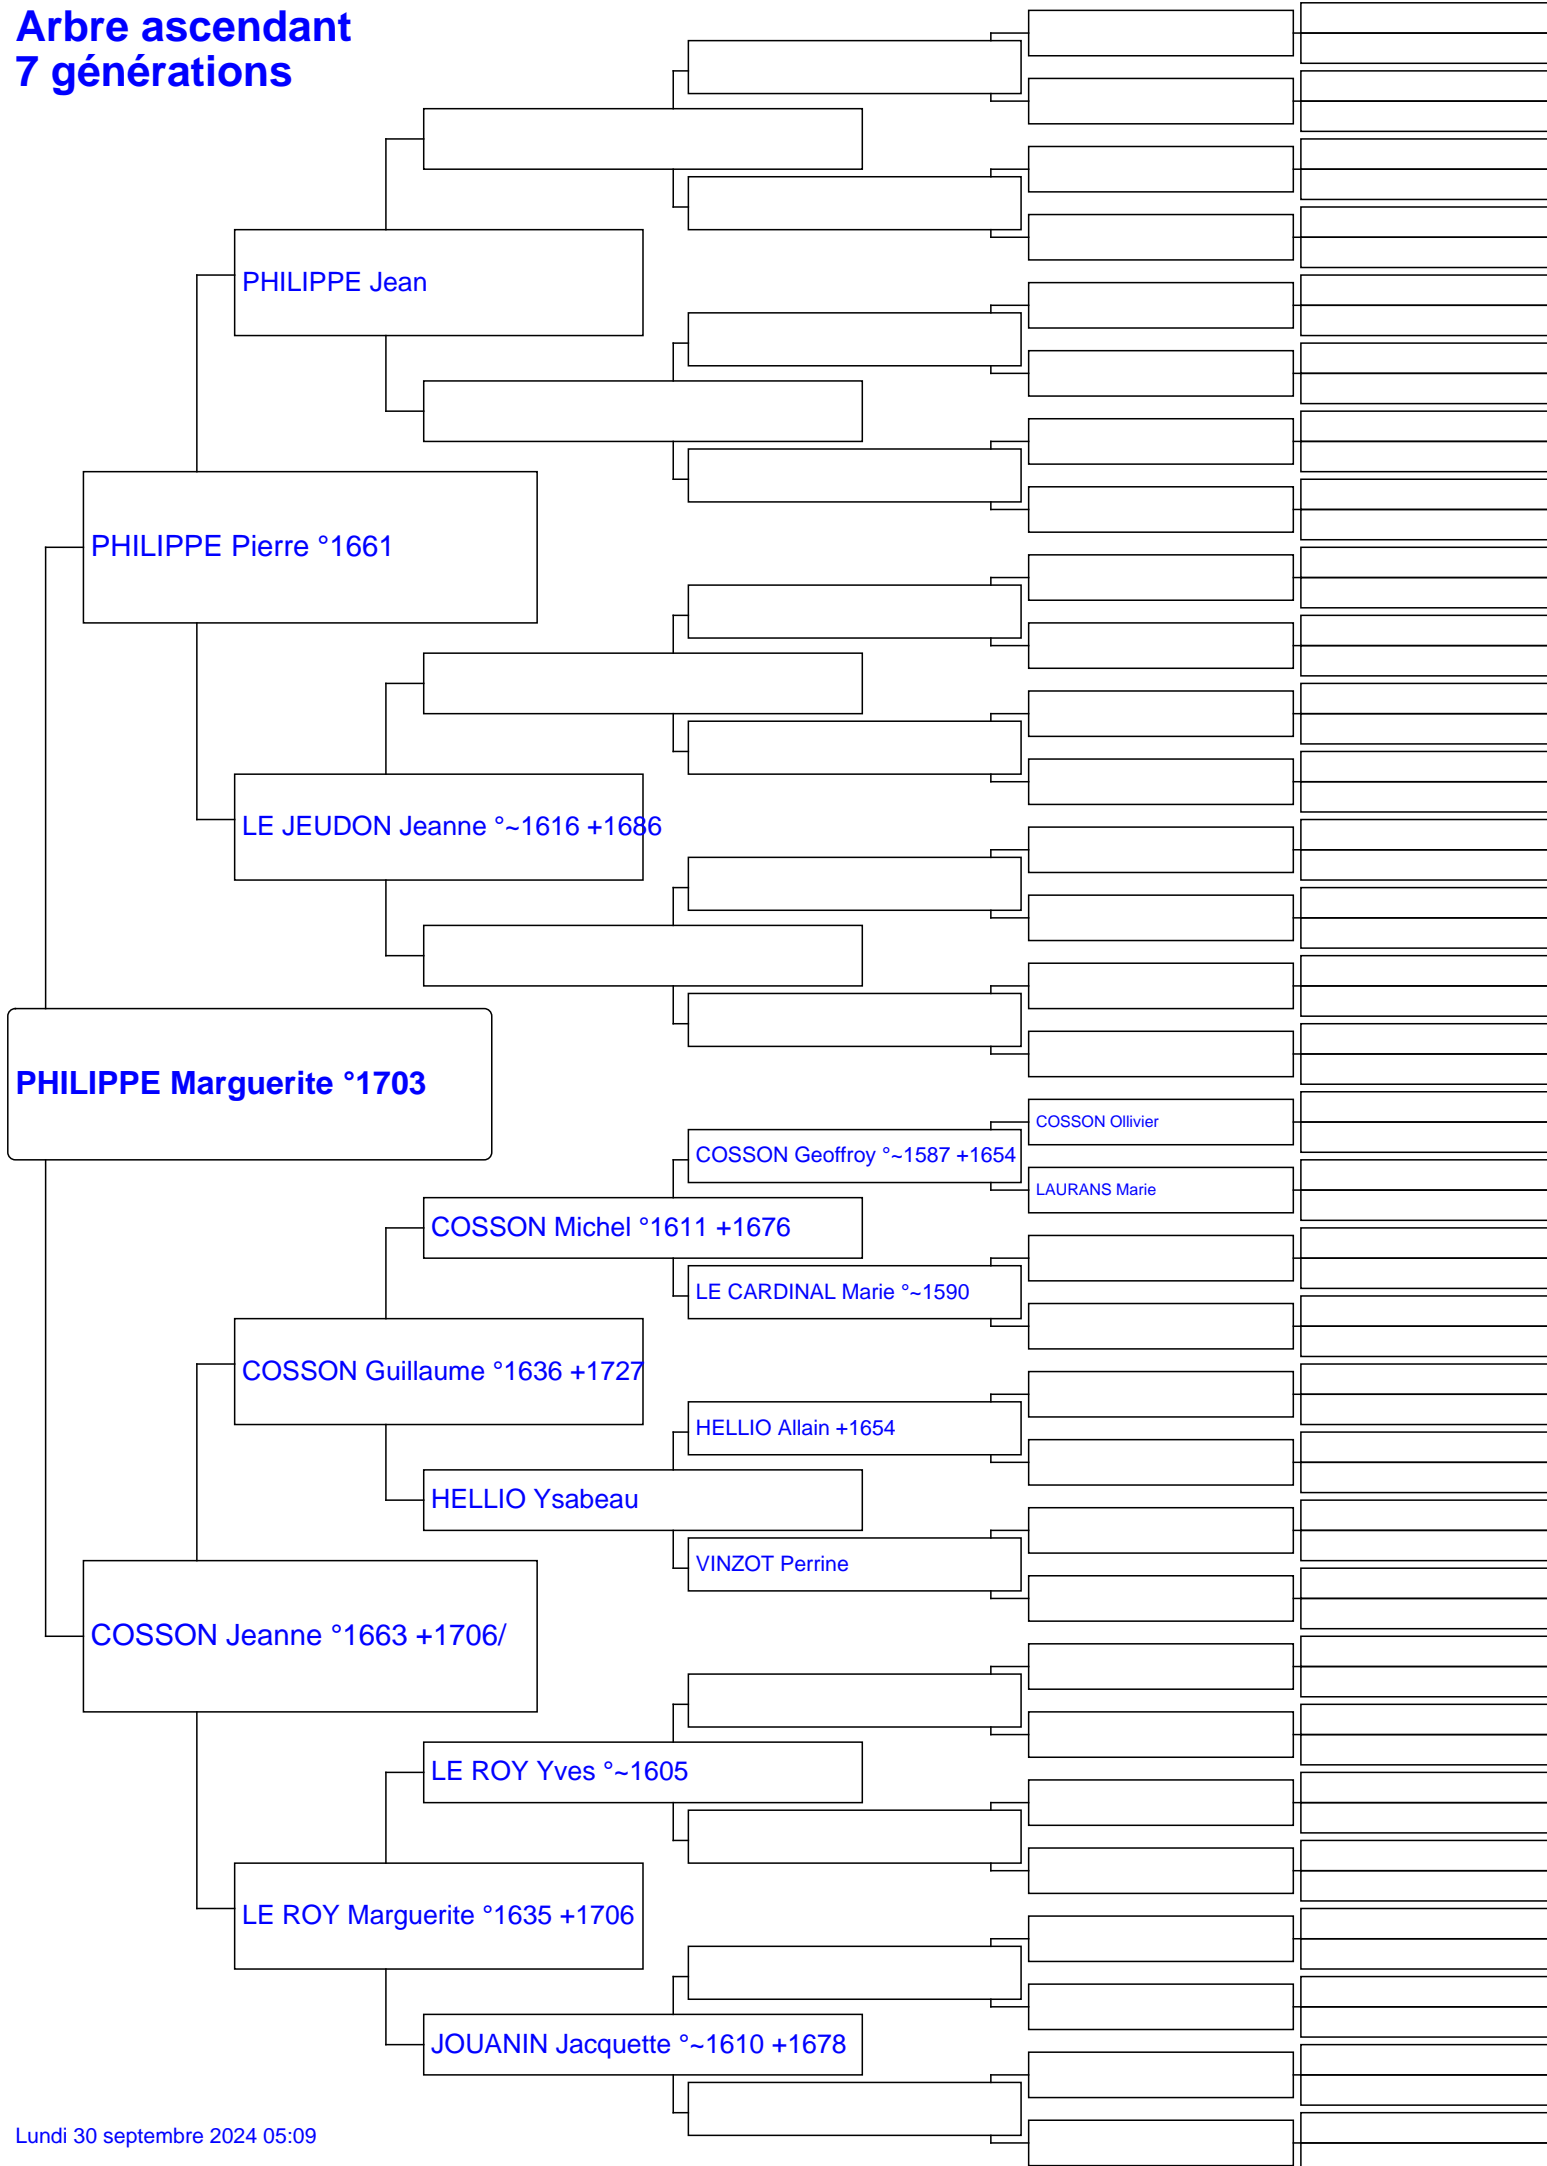 Arbre ascendant
7 générations
PHILIPPE Jean
PHILIPPE Pierre °1661
LE JEUDON Jeanne °~1616 +1686
PHILIPPE Marguerite °1703
COSSON Ollivier
COSSON Geoffroy °~1587 +1654
LAURANS Marie
COSSON Michel °1611 +1676
LE CARDINAL Marie °~1590
COSSON Guillaume °1636 +1727
HELLIO Allain +1654
HELLIO Ysabeau
VINZOT Perrine
COSSON Jeanne °1663 +1706/
LE ROY Yves °~1605
LE ROY Marguerite °1635 +1706
JOUANIN Jacquette °~1610 +1678
Lundi 30 septembre 2024 05:09